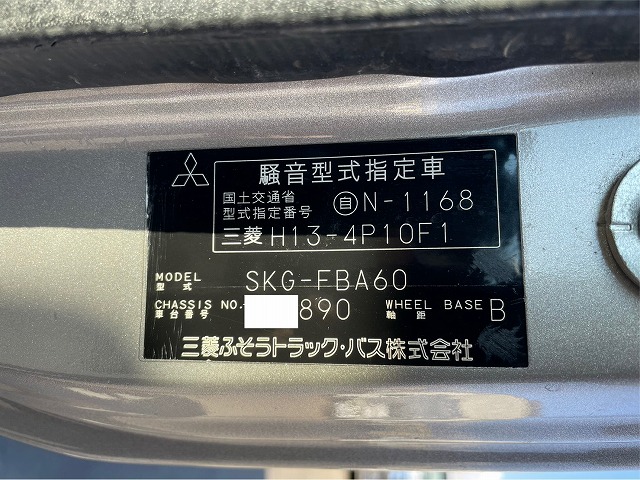 騒音型式指定車
国土交通省
型式指定番号 自N-1168
三菱 H13-4P10F1
MODEL
型式 SKG-FBA60
CHASSIS NO. 890 WHEEL BASE B
車台番号 軸距
三菱ふそうトラック・バス株式会社